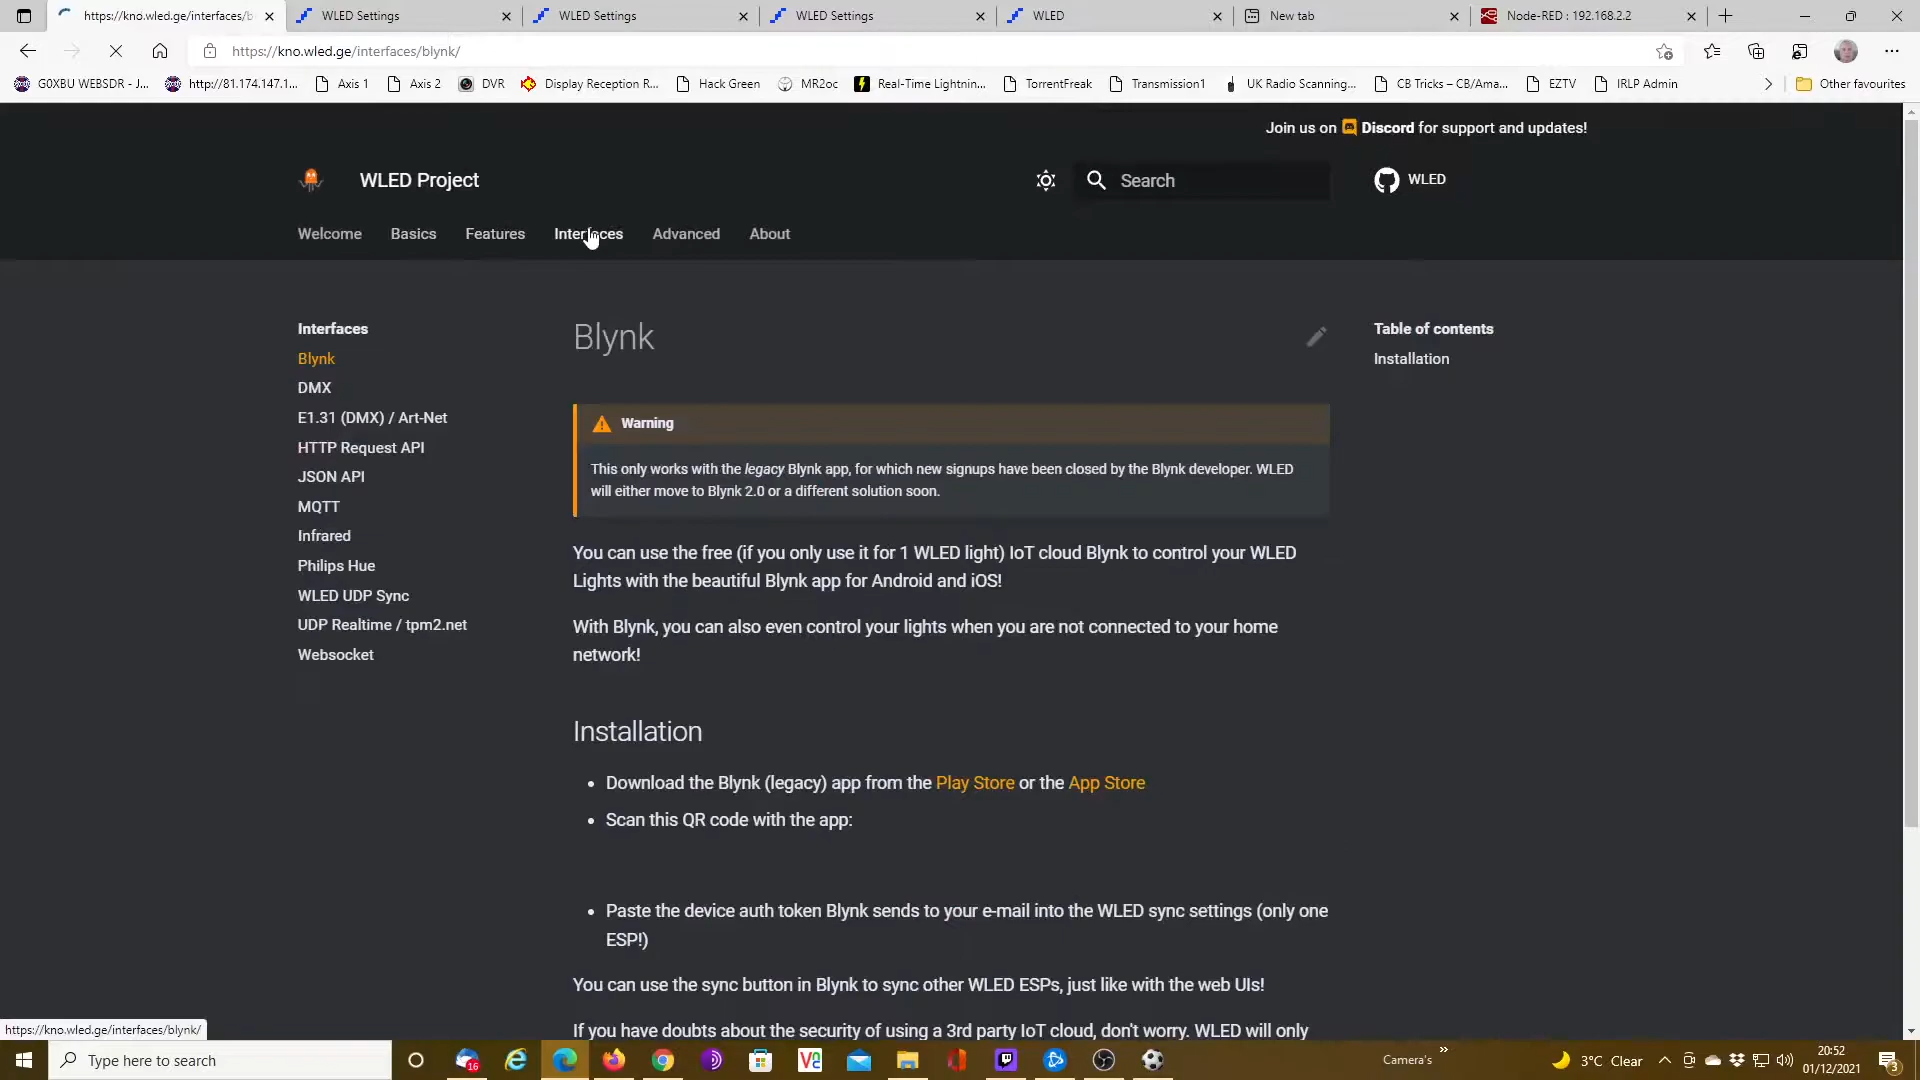 https://kno.wled.ge/interfaces/b
WLED Settings
WLED Settings
WLED Settings
WLED
New tab
Node-RED : 192.168.2.2
https://kno.wled.ge/interfaces/blynk/
G0XBU WEBSDR - J...
http://81.174.147.1...
Axis 1
Axis 2
DVR
Display Reception R...
Hack Green
MR2oc
Real-Time Lightnin...
TorrentFreak
Transmission1
UK Radio Scanning...
CB Tricks – CB/Ama...
EZTV
IRLP Admin
Other favourites
Join us on Discord for support and updates!
WLED Project
Search
WLED
Welcome
Basics
Features
Interfaces
Advanced
About
Interfaces
Blynk
DMX
E1.31 (DMX) / Art-Net
HTTP Request API
JSON API
MQTT
Infrared
Philips Hue
WLED UDP Sync
UDP Realtime / tpm2.net
Websocket
Blynk
Warning
This only works with the legacy Blynk app, for which new signups have been closed by the Blynk developer. WLED
will either move to Blynk 2.0 or a different solution soon.
You can use the free (if you only use it for 1 WLED light) IoT cloud Blynk to control your WLED
Lights with the beautiful Blynk app for Android and iOS!
With Blynk, you can also even control your lights when you are not connected to your home
network!
Installation
• Download the Blynk (legacy) app from the Play Store or the App Store
• Scan this QR code with the app:
• Paste the device auth token Blynk sends to your e-mail into the WLED sync settings (only one
ESP!)
You can use the sync button in Blynk to sync other WLED ESPs, just like with the web UIs!
If you have doubts about the security of using a 3rd party IoT cloud, don't worry. WLED will only
Table of contents
Installation
https://kno.wled.ge/interfaces/blynk/
Type here to search
16
Camera's
3°C Clear
20:52
01/12/2021
3